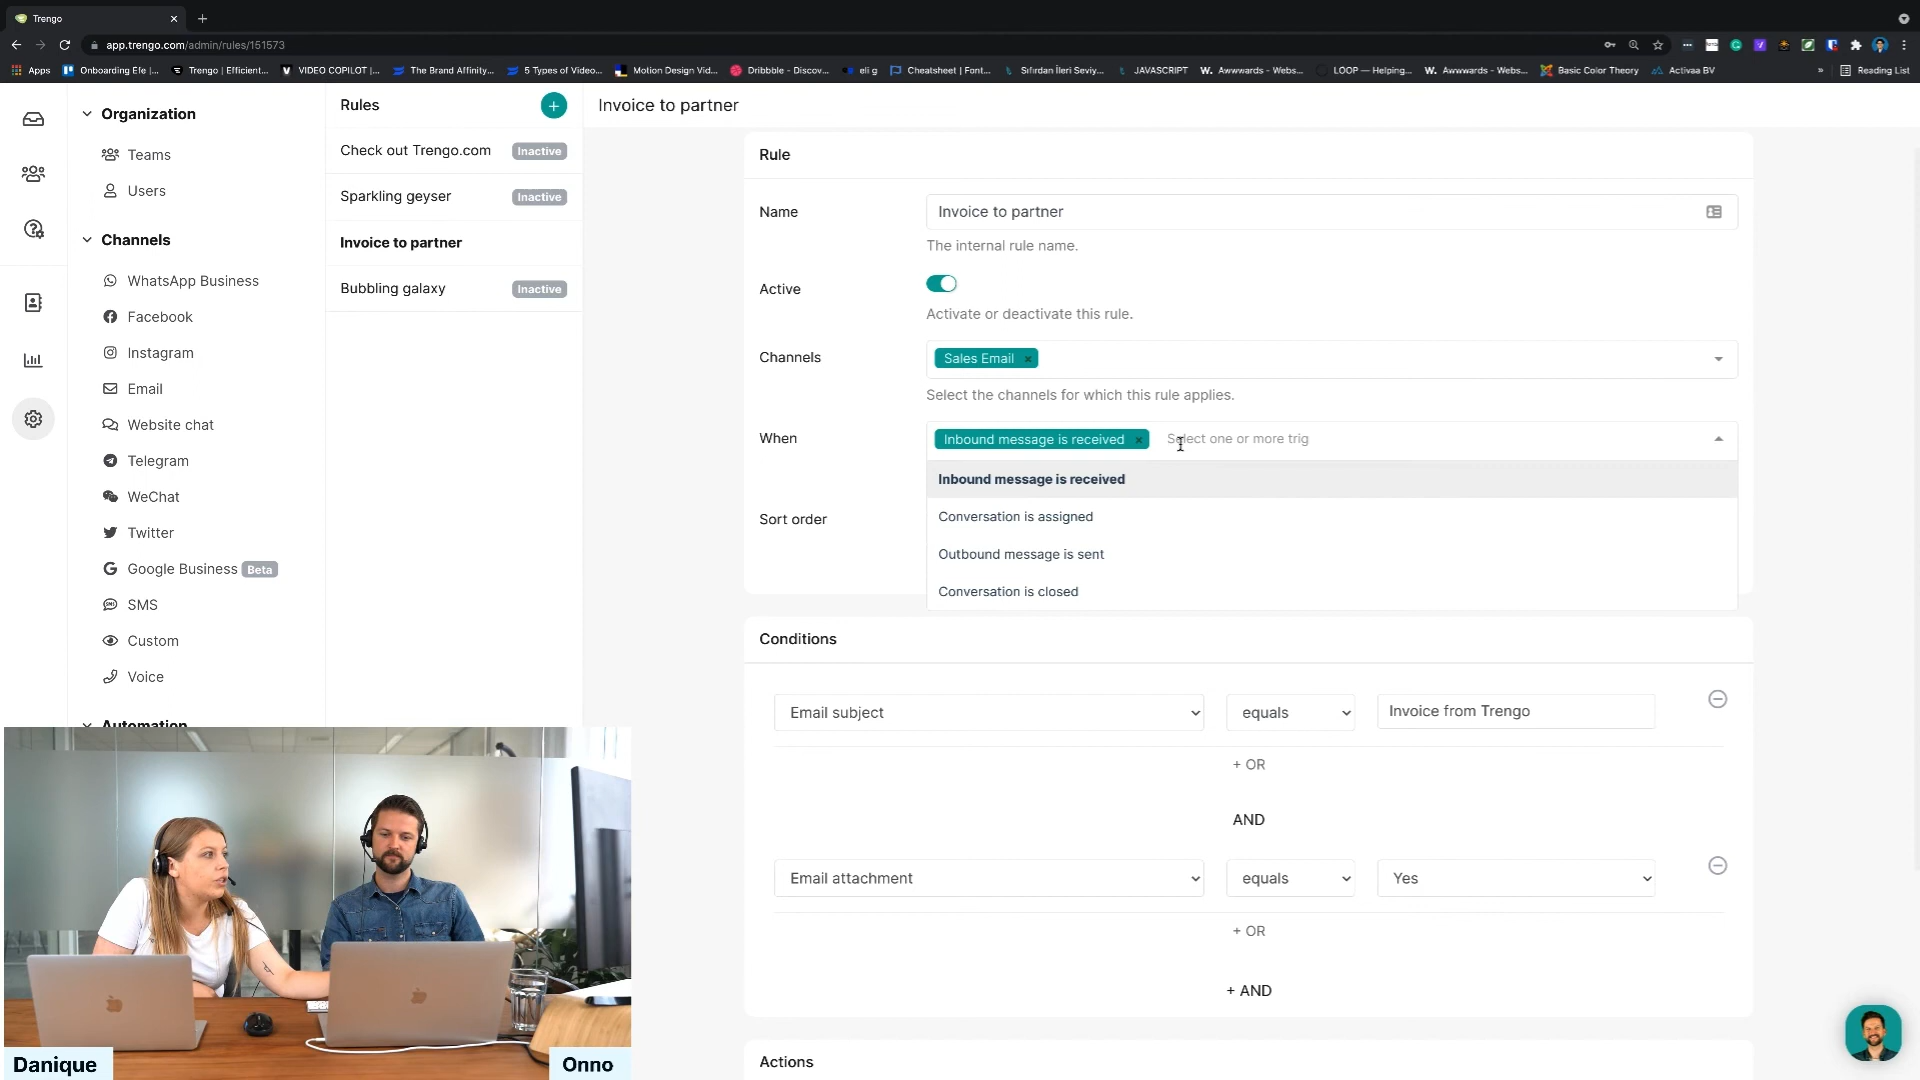 Trengo
app.trengo.com/admin/rules/151573
Apps
Onboarding Efe |...
Trengo | Efficient...
VIDEO COPILOT |...
The Brand Affinity...
5 Types of Video...
Motion Design Vid...
Dribbble - Discov...
eli g
Cheatsheet | Font...
Sıfırdan İleri Seviy...
JAVASCRIPT
Awwwards - Webs...
LOOP — Helping...
Awwwards - Webs...
Basic Color Theory
Activaa BV
»
Reading List
Organization
Teams
Users
Channels
WhatsApp Business
Facebook
Instagram
Email
Website chat
Telegram
WeChat
Twitter
Google Business Beta
SMS
Custom
Voice
Automation
Rules
Check out Trengo.com Inactive
Sparkling geyser Inactive
Invoice to partner
Bubbling galaxy Inactive
Invoice to partner
Rule
Name
Invoice to partner
The internal rule name.
Active
Activate or deactivate this rule.
Channels
Sales Email ×
Select the channels for which this rule applies.
When
Inbound message is received × Select one or more trig
Inbound message is received
Conversation is assigned
Outbound message is sent
Conversation is closed
Sort order
Conditions
Email subject equals Invoice from Trengo
+ OR
AND
Email attachment equals Yes
+ OR
+ AND
Actions
Danique
Onno